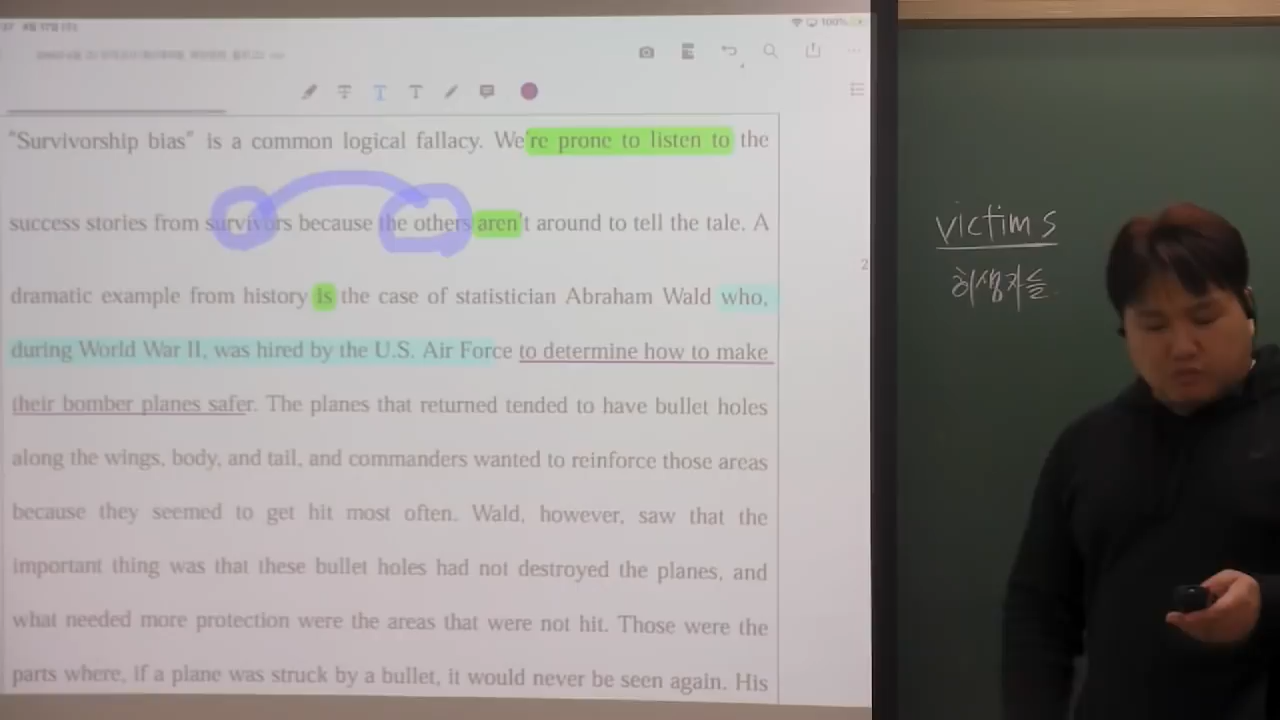 100%
"Survivorship bias" is a common logical fallacy. We're prone to listen to the
success stories from survivors because the others aren't around to tell the tale. A
dramatic example from history is the case of statistician Abraham Wald who,
during World War II, was hired by the U.S. Air Force to determine how to make
their bomber planes safer. The planes that returned tended to have bullet holes
along the wings, body, and tail, and commanders wanted to reinforce those areas
because they seemed to get hit most often. Wald, however, saw that the
important thing was that these bullet holes had not destroyed the planes, and
what needed more protection were the areas that were not hit. Those were the
parts where, if a plane was struck by a bullet, it would never be seen again. His
2
victims
희생자들